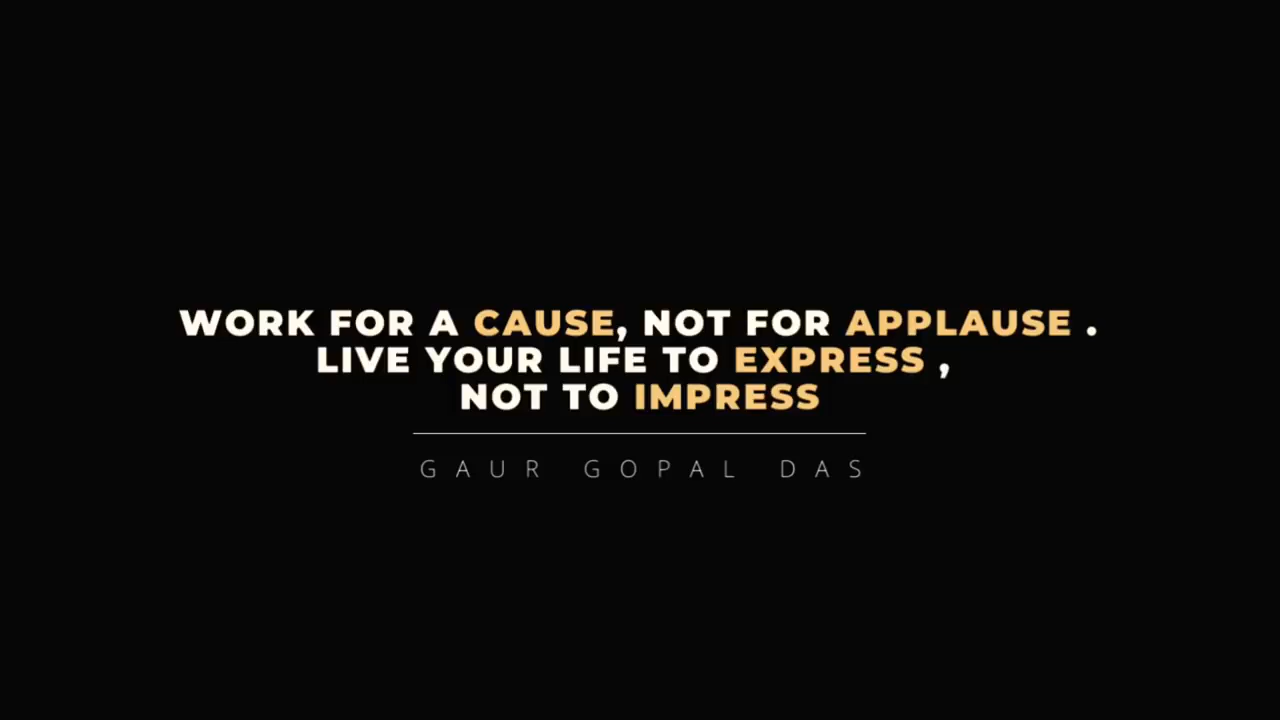 WORK FOR A CAUSE, NOT FOR APPLAUSE .
LIVE YOUR LIFE TO EXPRESS ,
NOT TO IMPRESS
GAUR GOPAL DAS